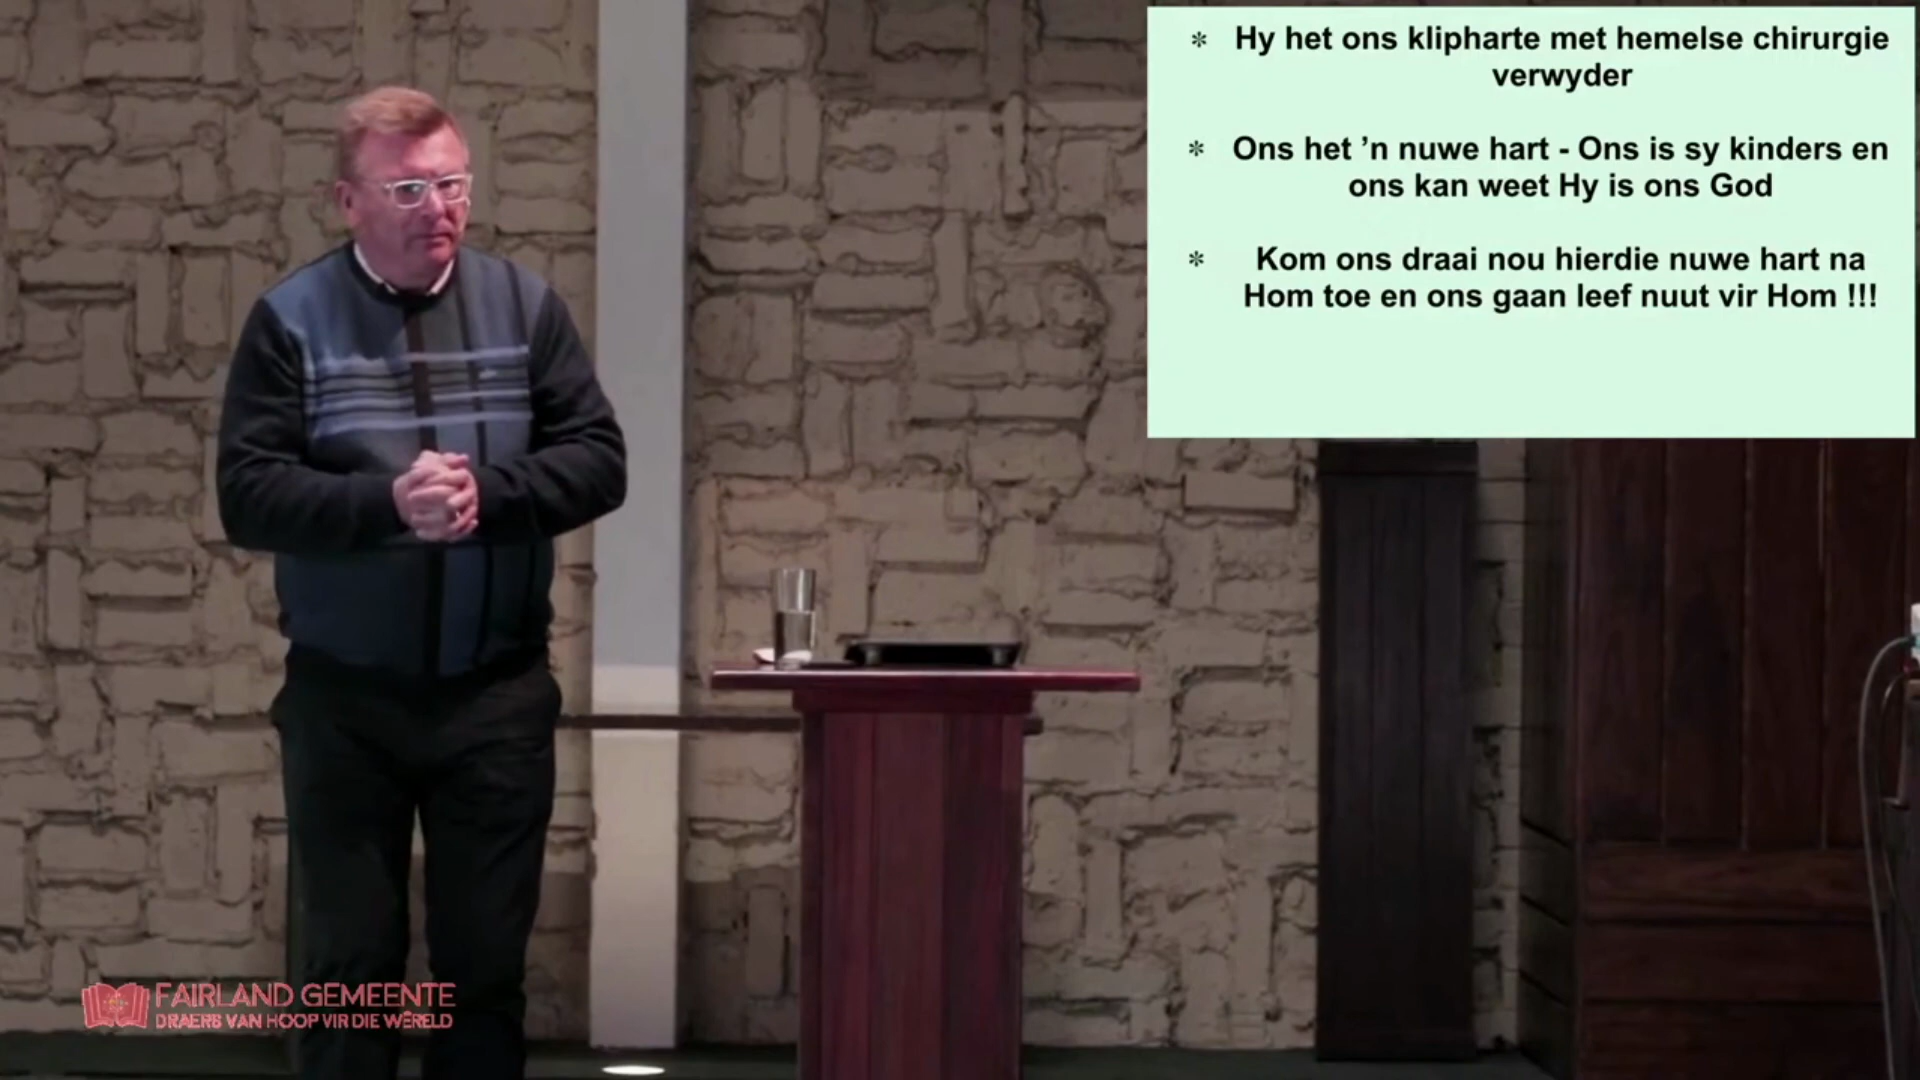 * Hy het ons klipharte met hemelse chirurgie
verwyder
* Ons het ’n nuwe hart - Ons is sy kinders en
ons kan weet Hy is ons God
* Kom ons draai nou hierdie nuwe hart na
Hom toe en ons gaan leef nuut vir Hom !!!
FAIRLAND GEMEENTE
DRAERS VAN HOOP VIR DIE WÊRELD